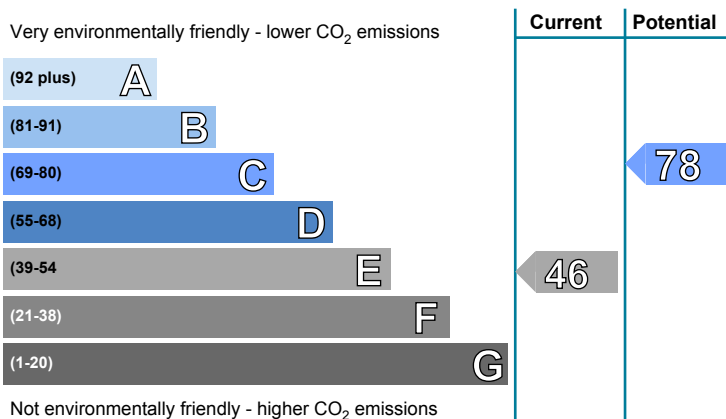 Current Potential
Very environmentally friendly - lower CO2 emissions
(92 plus) A
(81-91) B
(69-80) C
78
(55-68) D
(39-54 E
46
(21-38) F
(1-20) G
Not environmentally friendly - higher CO2 emissions